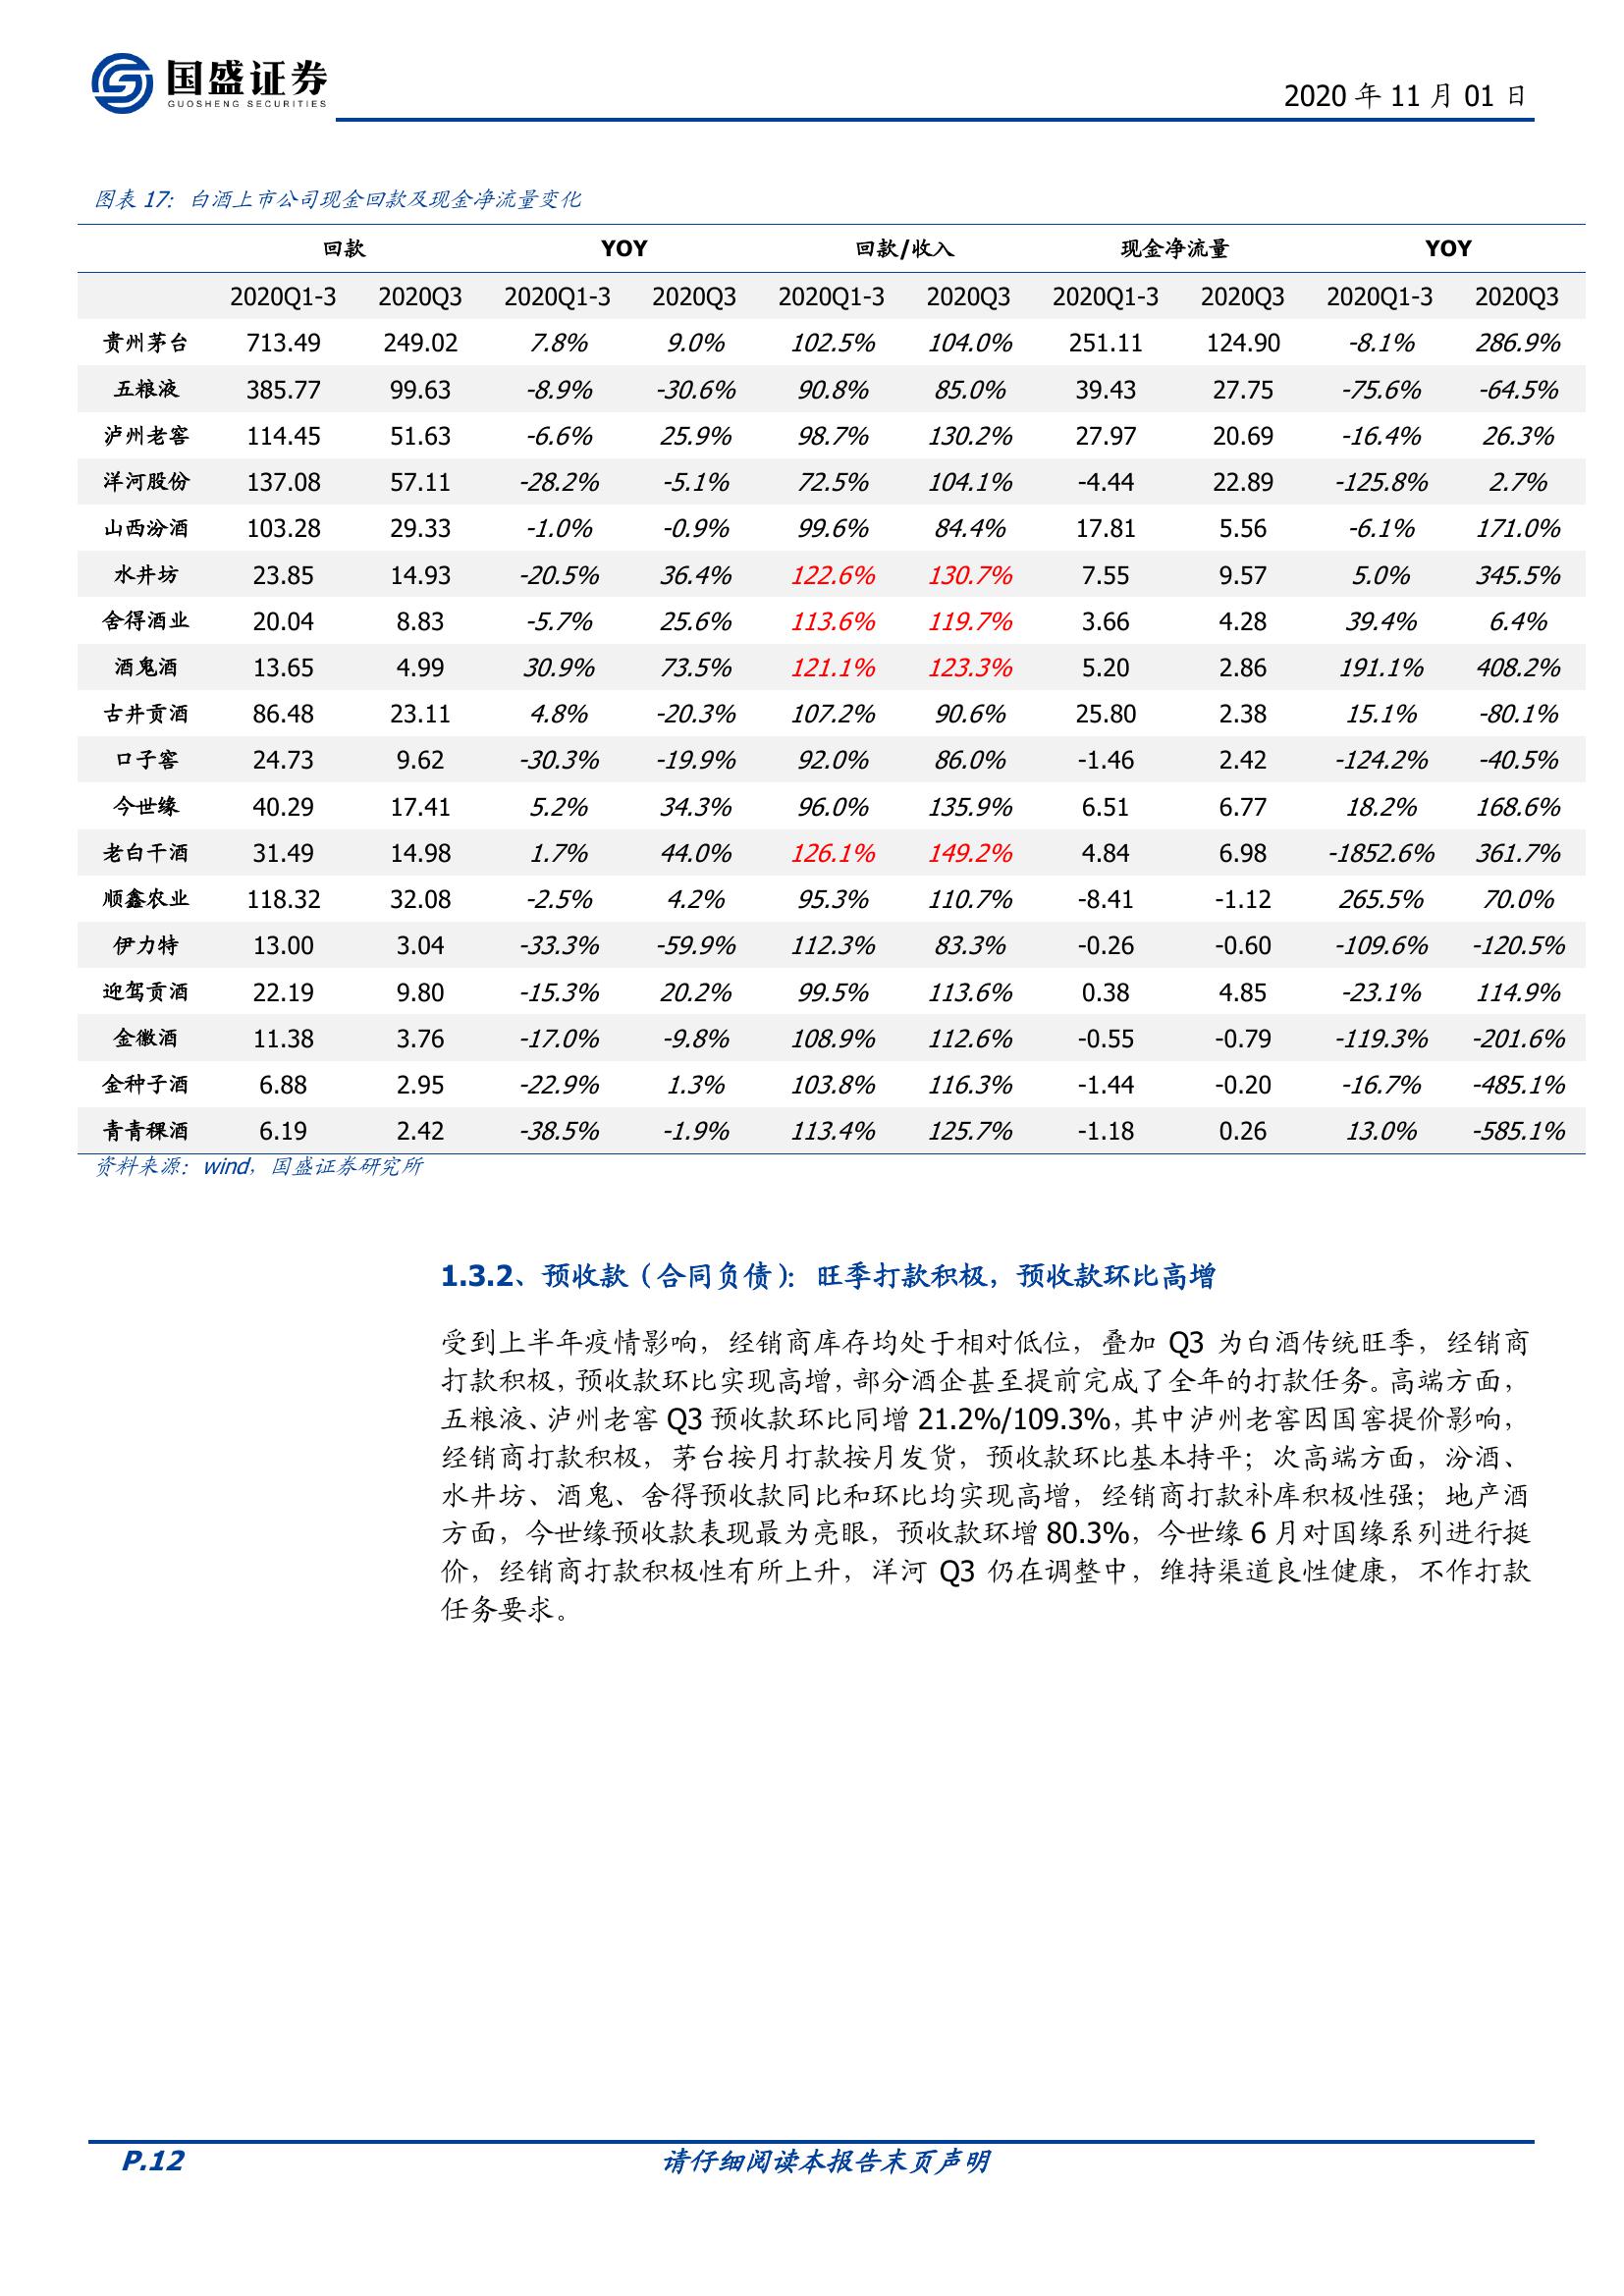 国盛证券
GUOSHENG SECURITIES
2020 年 11 月 01 日
图表 17：白酒上市公司现金回款及现金净流量变化
回款 YOY 回款/收入 现金净流量 YOY
2020Q1-3 2020Q3 2020Q1-3 2020Q3 2020Q1-3 2020Q3 2020Q1-3 2020Q3 2020Q1-3 2020Q3
贵州茅台 713.49 249.02 7.8% 9.0% 102.5% 104.0% 251.11 124.90 -8.1% 286.9%
五粮液 385.77 99.63 -8.9% -30.6% 90.8% 85.0% 39.43 27.75 -75.6% -64.5%
泸州老窖 114.45 51.63 -6.6% 25.9% 98.7% 130.2% 27.97 20.69 -16.4% 26.3%
洋河股份 137.08 57.11 -28.2% -5.1% 72.5% 104.1% -4.44 22.89 -125.8% 2.7%
山西汾酒 103.28 29.33 -1.0% -0.9% 99.6% 84.4% 17.81 5.56 -6.1% 171.0%
水井坊 23.85 14.93 -20.5% 36.4% 122.6% 130.7% 7.55 9.57 5.0% 345.5%
舍得酒业 20.04 8.83 -5.7% 25.6% 113.6% 119.7% 3.66 4.28 39.4% 6.4%
酒鬼酒 13.65 4.99 30.9% 73.5% 121.1% 123.3% 5.20 2.86 191.1% 408.2%
古井贡酒 86.48 23.11 4.8% -20.3% 107.2% 90.6% 25.80 2.38 15.1% -80.1%
口子窖 24.73 9.62 -30.3% -19.9% 92.0% 86.0% -1.46 2.42 -124.2% -40.5%
今世缘 40.29 17.41 5.2% 34.3% 96.0% 135.9% 6.51 6.77 18.2% 168.6%
老白干酒 31.49 14.98 1.7% 44.0% 126.1% 149.2% 4.84 6.98 -1852.6% 361.7%
顺鑫农业 118.32 32.08 -2.5% 4.2% 95.3% 110.7% -8.41 -1.12 265.5% 70.0%
伊力特 13.00 3.04 -33.3% -59.9% 112.3% 83.3% -0.26 -0.60 -109.6% -120.5%
迎驾贡酒 22.19 9.80 -15.3% 20.2% 99.5% 113.6% 0.38 4.85 -23.1% 114.9%
金徽酒 11.38 3.76 -17.0% -9.8% 108.9% 112.6% -0.55 -0.79 -119.3% -201.6%
金种子酒 6.88 2.95 -22.9% 1.3% 103.8% 116.3% -1.44 -0.20 -16.7% -485.1%
青青稞酒 6.19 2.42 -38.5% -1.9% 113.4% 125.7% -1.18 0.26 13.0% -585.1%
资料来源：wind，国盛证券研究所
1.3.2、预收款（合同负债）：旺季打款积极，预收款环比高增
受到上半年疫情影响，经销商库存均处于相对低位，叠加 Q3 为白酒传统旺季，经销商
打款积极，预收款环比实现高增，部分酒企甚至提前完成了全年的打款任务。高端方面，
五粮液、泸州老窖 Q3 预收款环比同增 21.2%/109.3%，其中泸州老窖因国窖提价影响，
经销商打款积极，茅台按月打款按月发货，预收款环比基本持平；次高端方面，汾酒、
水井坊、酒鬼、舍得预收款同比和环比均实现高增，经销商打款补库积极性强；地产酒
方面，今世缘预收款表现最为亮眼，预收款环增 80.3%，今世缘 6 月对国缘系列进行挺
价，经销商打款积极性有所上升，洋河 Q3 仍在调整中，维持渠道良性健康，不作打款
任务要求。
P.12 请仔细阅读本报告末页声明